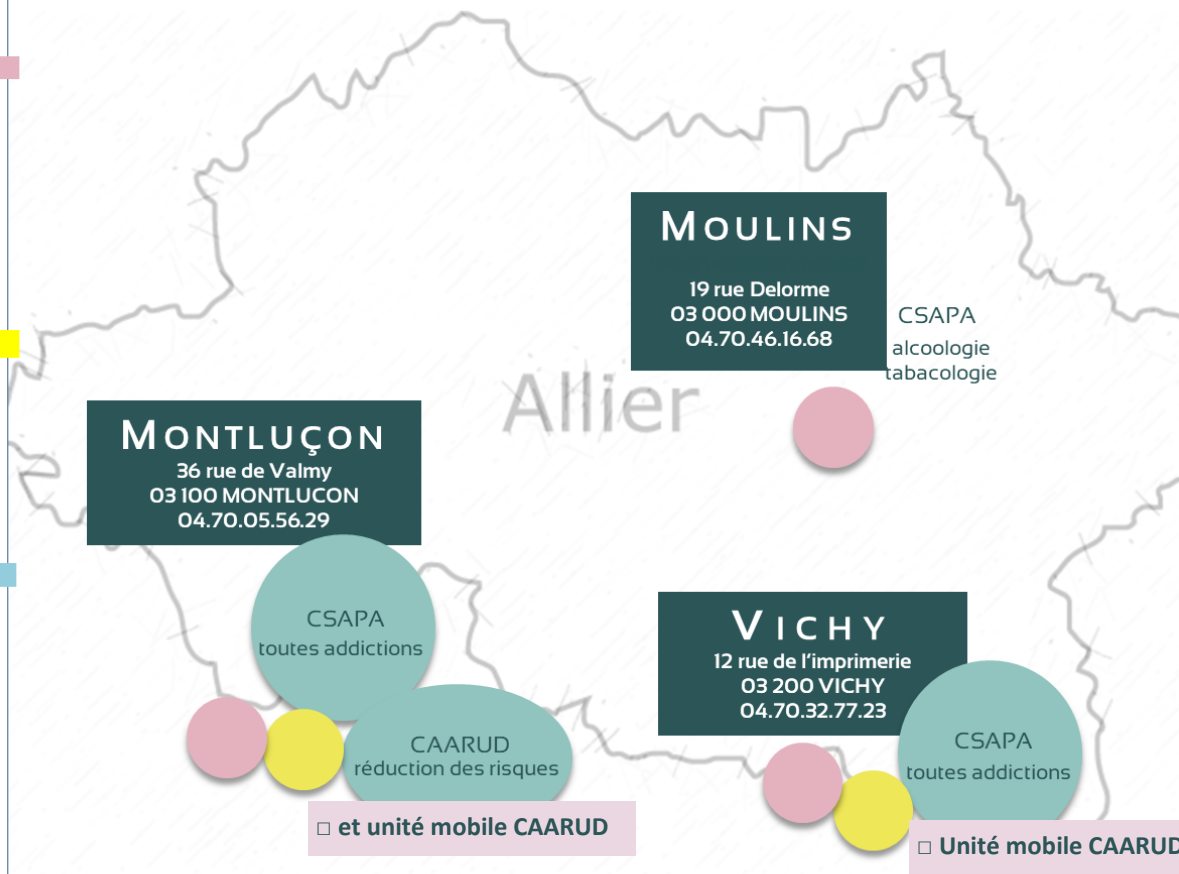 MOULINS
19 rue Delorme
03 000 MOULINS
04.70.46.16.68
CSAPA
alcoologie
tabacologie
Allier
MONTLUÇON
36 rue de Valmy
03 100 MONTLUCON
04.70.05.56.29
CSAPA
toutes addictions
CAARUD
réduction des risques
□ et unité mobile CAARUD
VICHY
12 rue de l'imprimerie
03 200 VICHY
04.70.32.77.23
CSAPA
toutes addictions
□ Unité mobile CAARUD